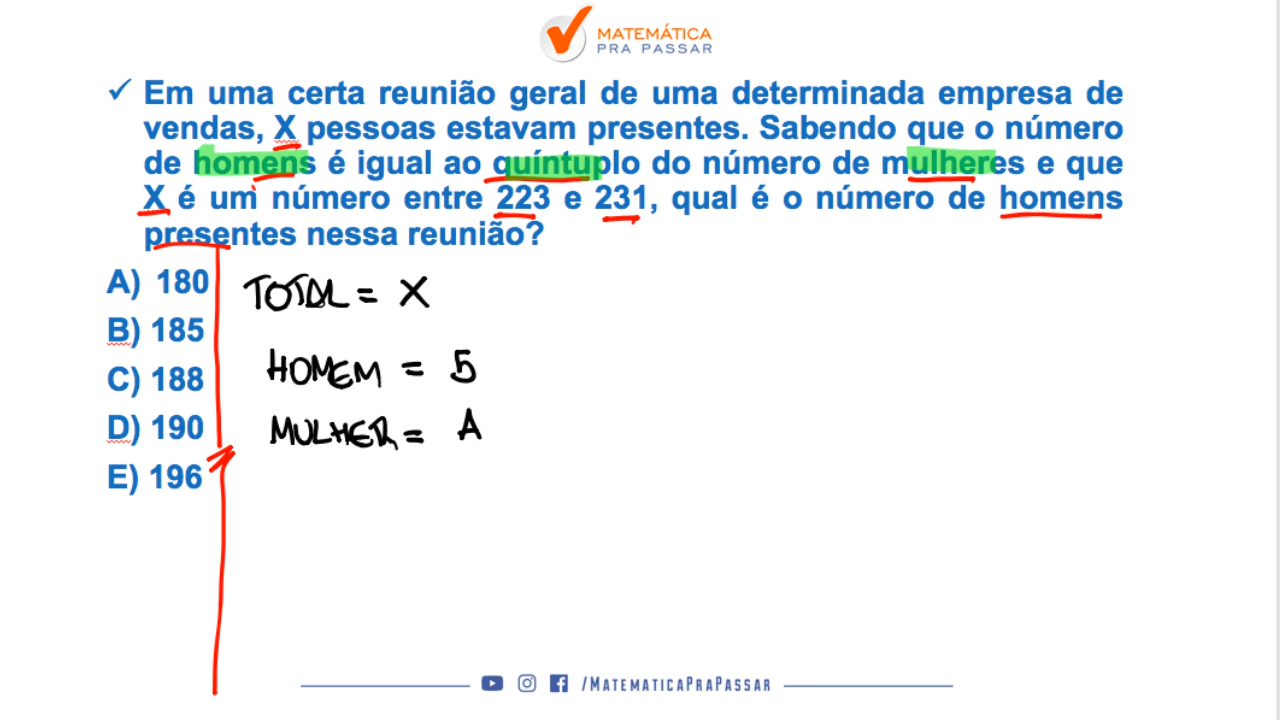 MATEMÁTICA
PRA PASSAR
✓ Em uma certa reunião geral de uma determinada empresa de
vendas, X pessoas estavam presentes. Sabendo que o número
de homens é igual ao quíntuplo do número de mulheres e que
X é um número entre 223 e 231, qual é o número de homens
presentes nessa reunião?
A) 180
B) 185
C) 188
D) 190
E) 196
TOTAL = X
HOMEM = 5
MULHER = A
/MATEMATICAPRAPASSAR